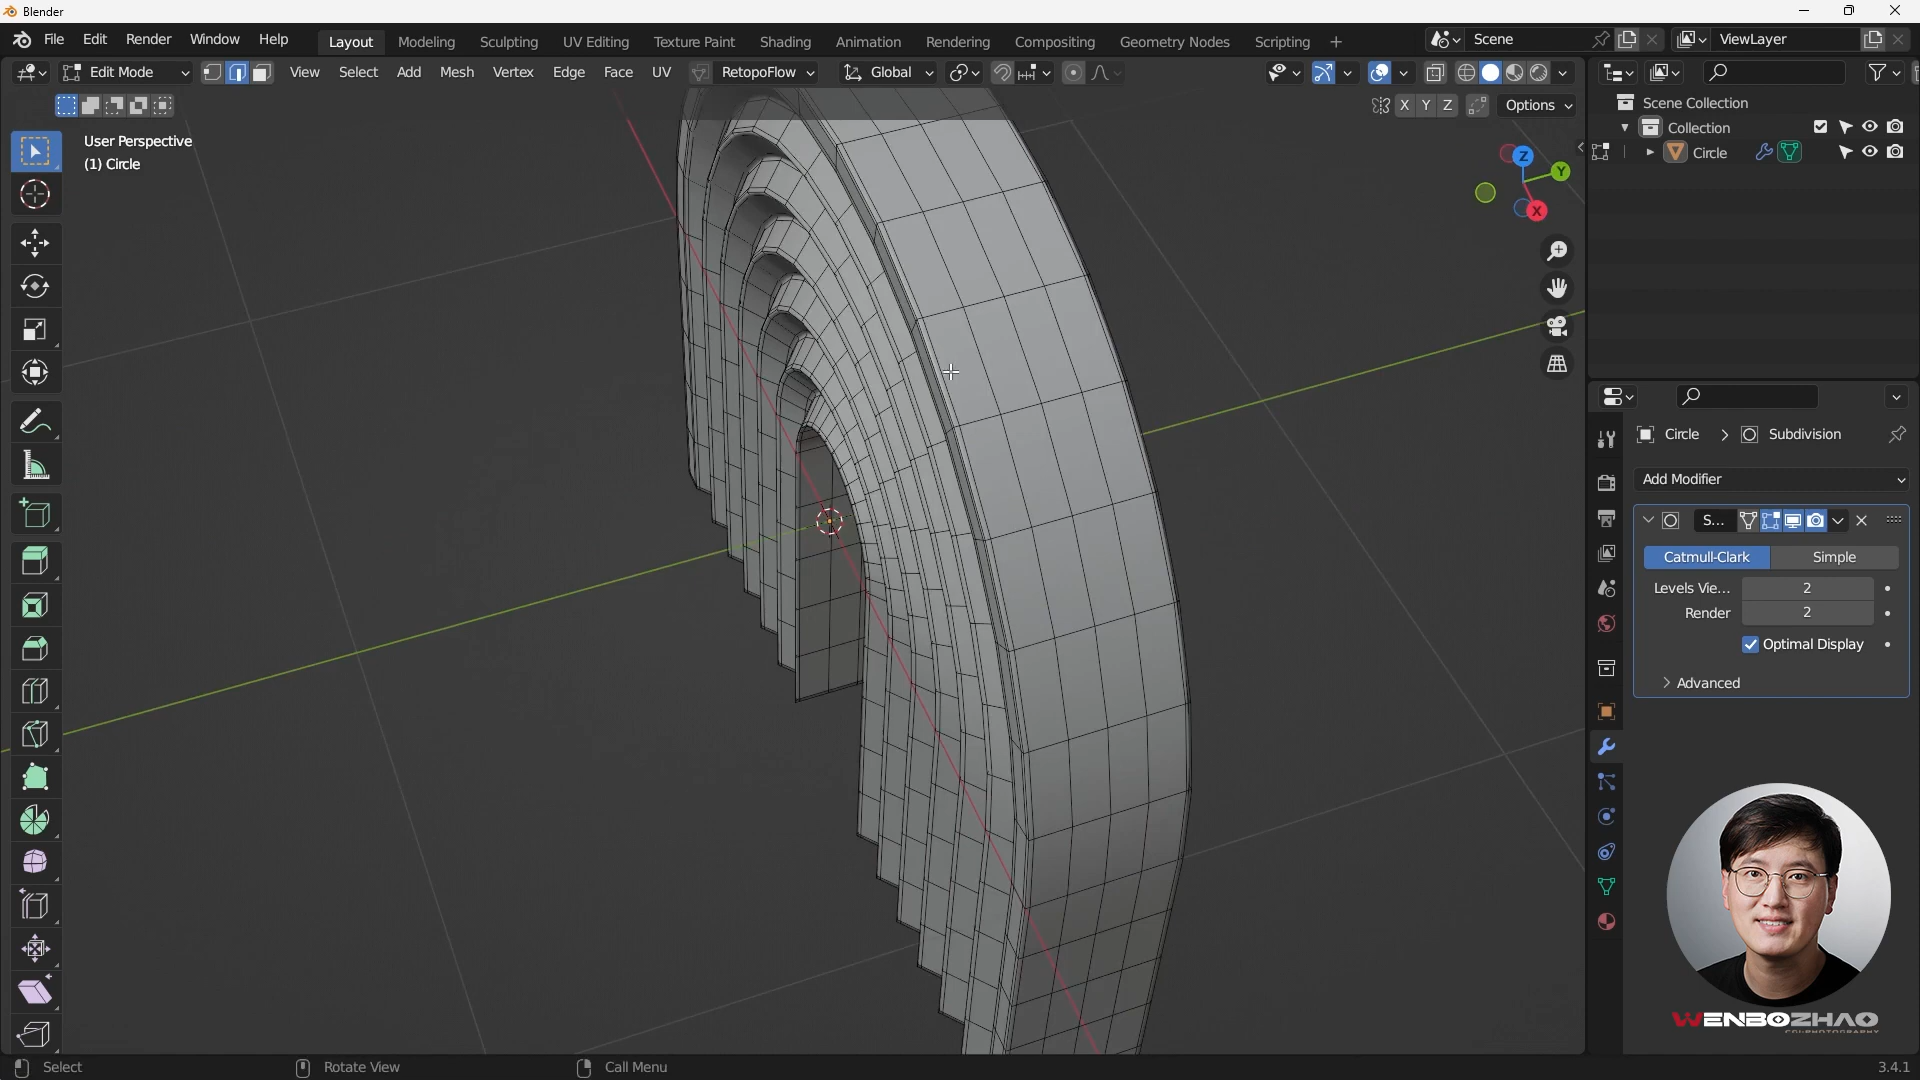 Blender
File Edit Render Window Help Layout Modeling Sculpting UV Editing Texture Paint Shading Animation Rendering Compositing Geometry Nodes Scripting + Scene ViewLayer
Edit Mode View Select Add Mesh Vertex Edge Face UV RetopoFlow Global
X Y Z Options
User Perspective
(1) Circle
Z
Y
X
Scene Collection
Collection
Circle
Circle > Subdivision
Add Modifier
S...
Catmull-Clark Simple
Levels Vie... 2
Render 2
Optimal Display
Advanced
WENBOZHAO
Select Rotate View Call Menu 3.4.1